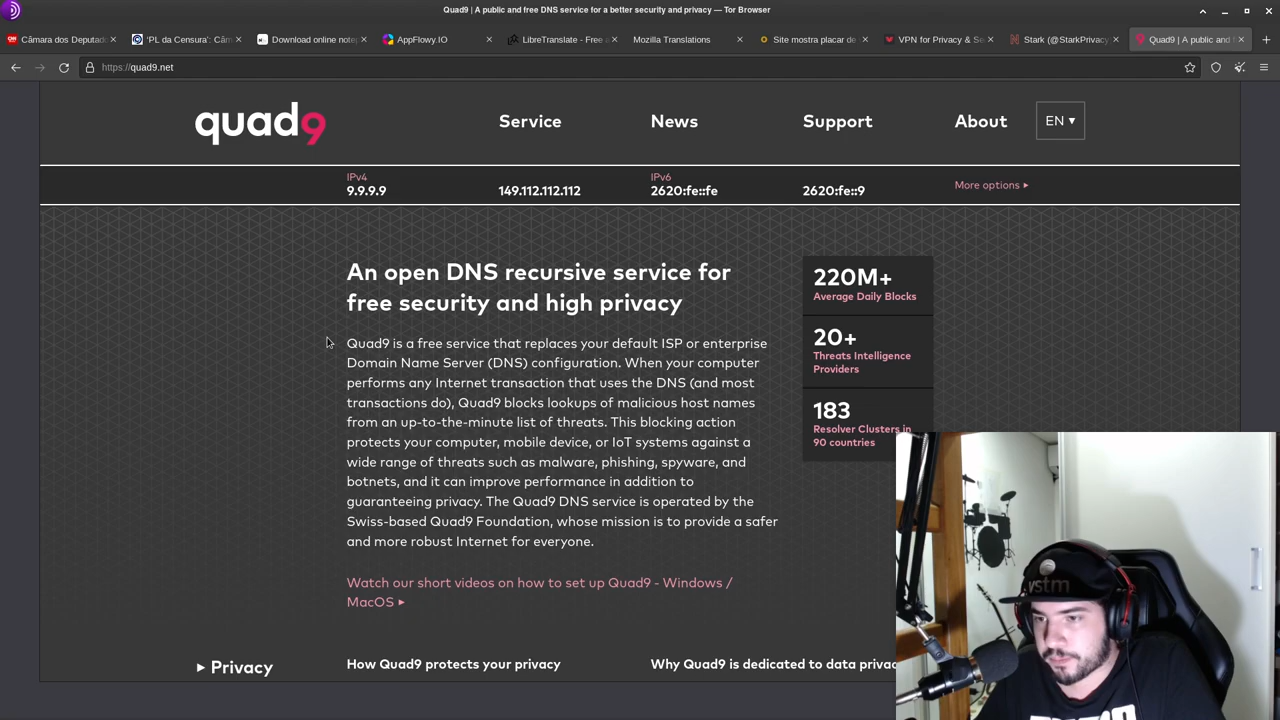 Quad9 | A public and free DNS service for a better security and privacy — Tor Browser
Câmara dos Deputad
'PL da Censura': Câm
Download online note
AppFlowy.IO
LibreTranslate - Free a
Mozilla Translations
Site mostra placar de
VPN for Privacy & Se
Stark (@StarkPrivacy
Quad9 | A public and f
https://quad9.net
quad9
Service
News
Support
About
EN ▾
IPv4
9.9.9.9
149.112.112.112
IPv6
2620:fe::fe
2620:fe::9
More options ▸
An open DNS recursive service for
free security and high privacy
Quad9 is a free service that replaces your default ISP or enterprise
Domain Name Server (DNS) configuration. When your computer
performs any Internet transaction that uses the DNS (and most
transactions do), Quad9 blocks lookups of malicious host names
from an up-to-the-minute list of threats. This blocking action
protects your computer, mobile device, or IoT systems against a
wide range of threats such as malware, phishing, spyware, and
botnets, and it can improve performance in addition to
guaranteeing privacy. The Quad9 DNS service is operated by the
Swiss-based Quad9 Foundation, whose mission is to provide a safer
and more robust Internet for everyone.
Watch our short videos on how to set up Quad9 - Windows /
MacOS ▸
220M+
Average Daily Blocks
20+
Threats Intelligence
Providers
183
Resolver Clusters in
90 countries
▸ Privacy
How Quad9 protects your privacy
Why Quad9 is dedicated to data privac